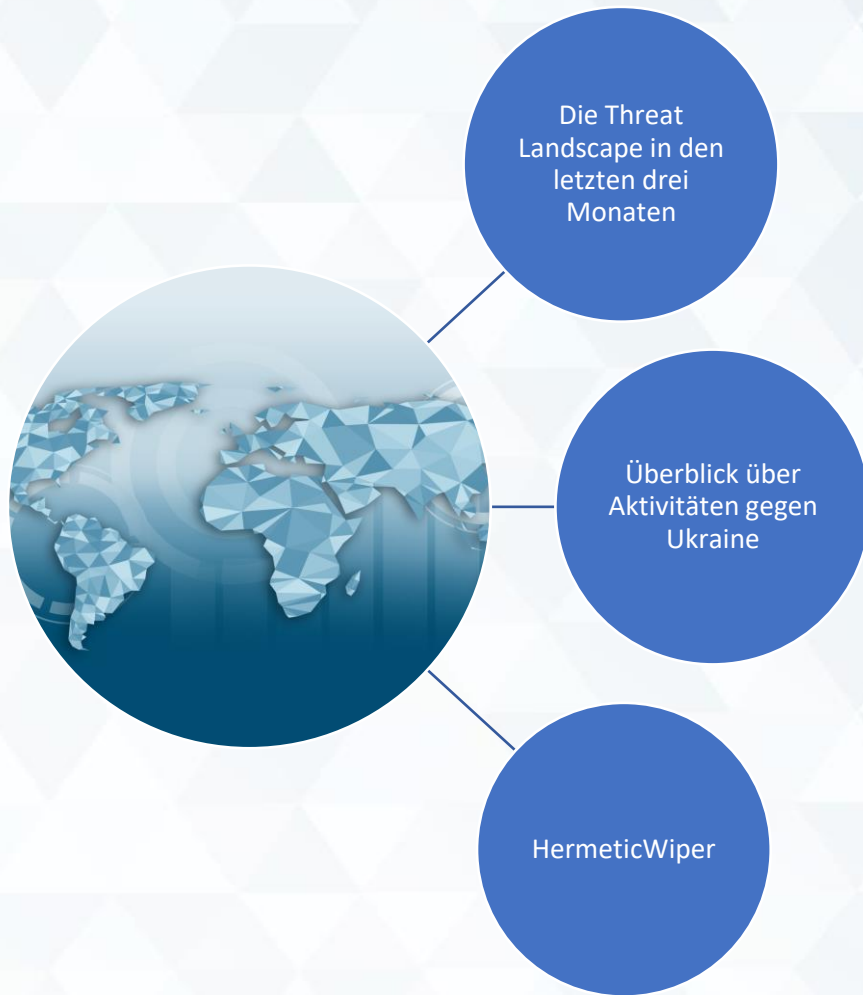 Die Threat
Landscape in den
letzten drei
Monaten
Überblick über
Aktivitäten gegen
Ukraine
HermeticWiper